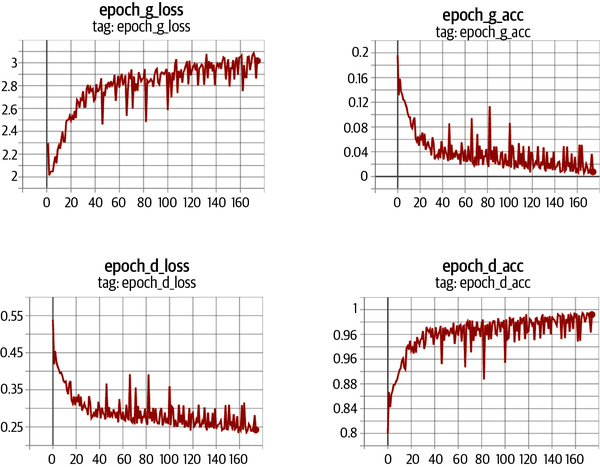 epoch_g_loss
tag: epoch_g_loss
3
2.8
2.6
2.4
2.2
2
0 20 40 60 80 100 120 140 160
epoch_g_acc
tag: epoch_g_acc
0.2
0.16
0.12
0.08
0.04
0
0 20 40 60 80 100 120 140 160
epoch_d_loss
tag: epoch_d_loss
0.55
0.45
0.35
0.25
0 20 40 60 80 100 120 140 160
epoch_d_acc
tag: epoch_d_acc
1
0.96
0.96
0.88
0.84
0.8
0 20 40 60 80 100 120 140 160